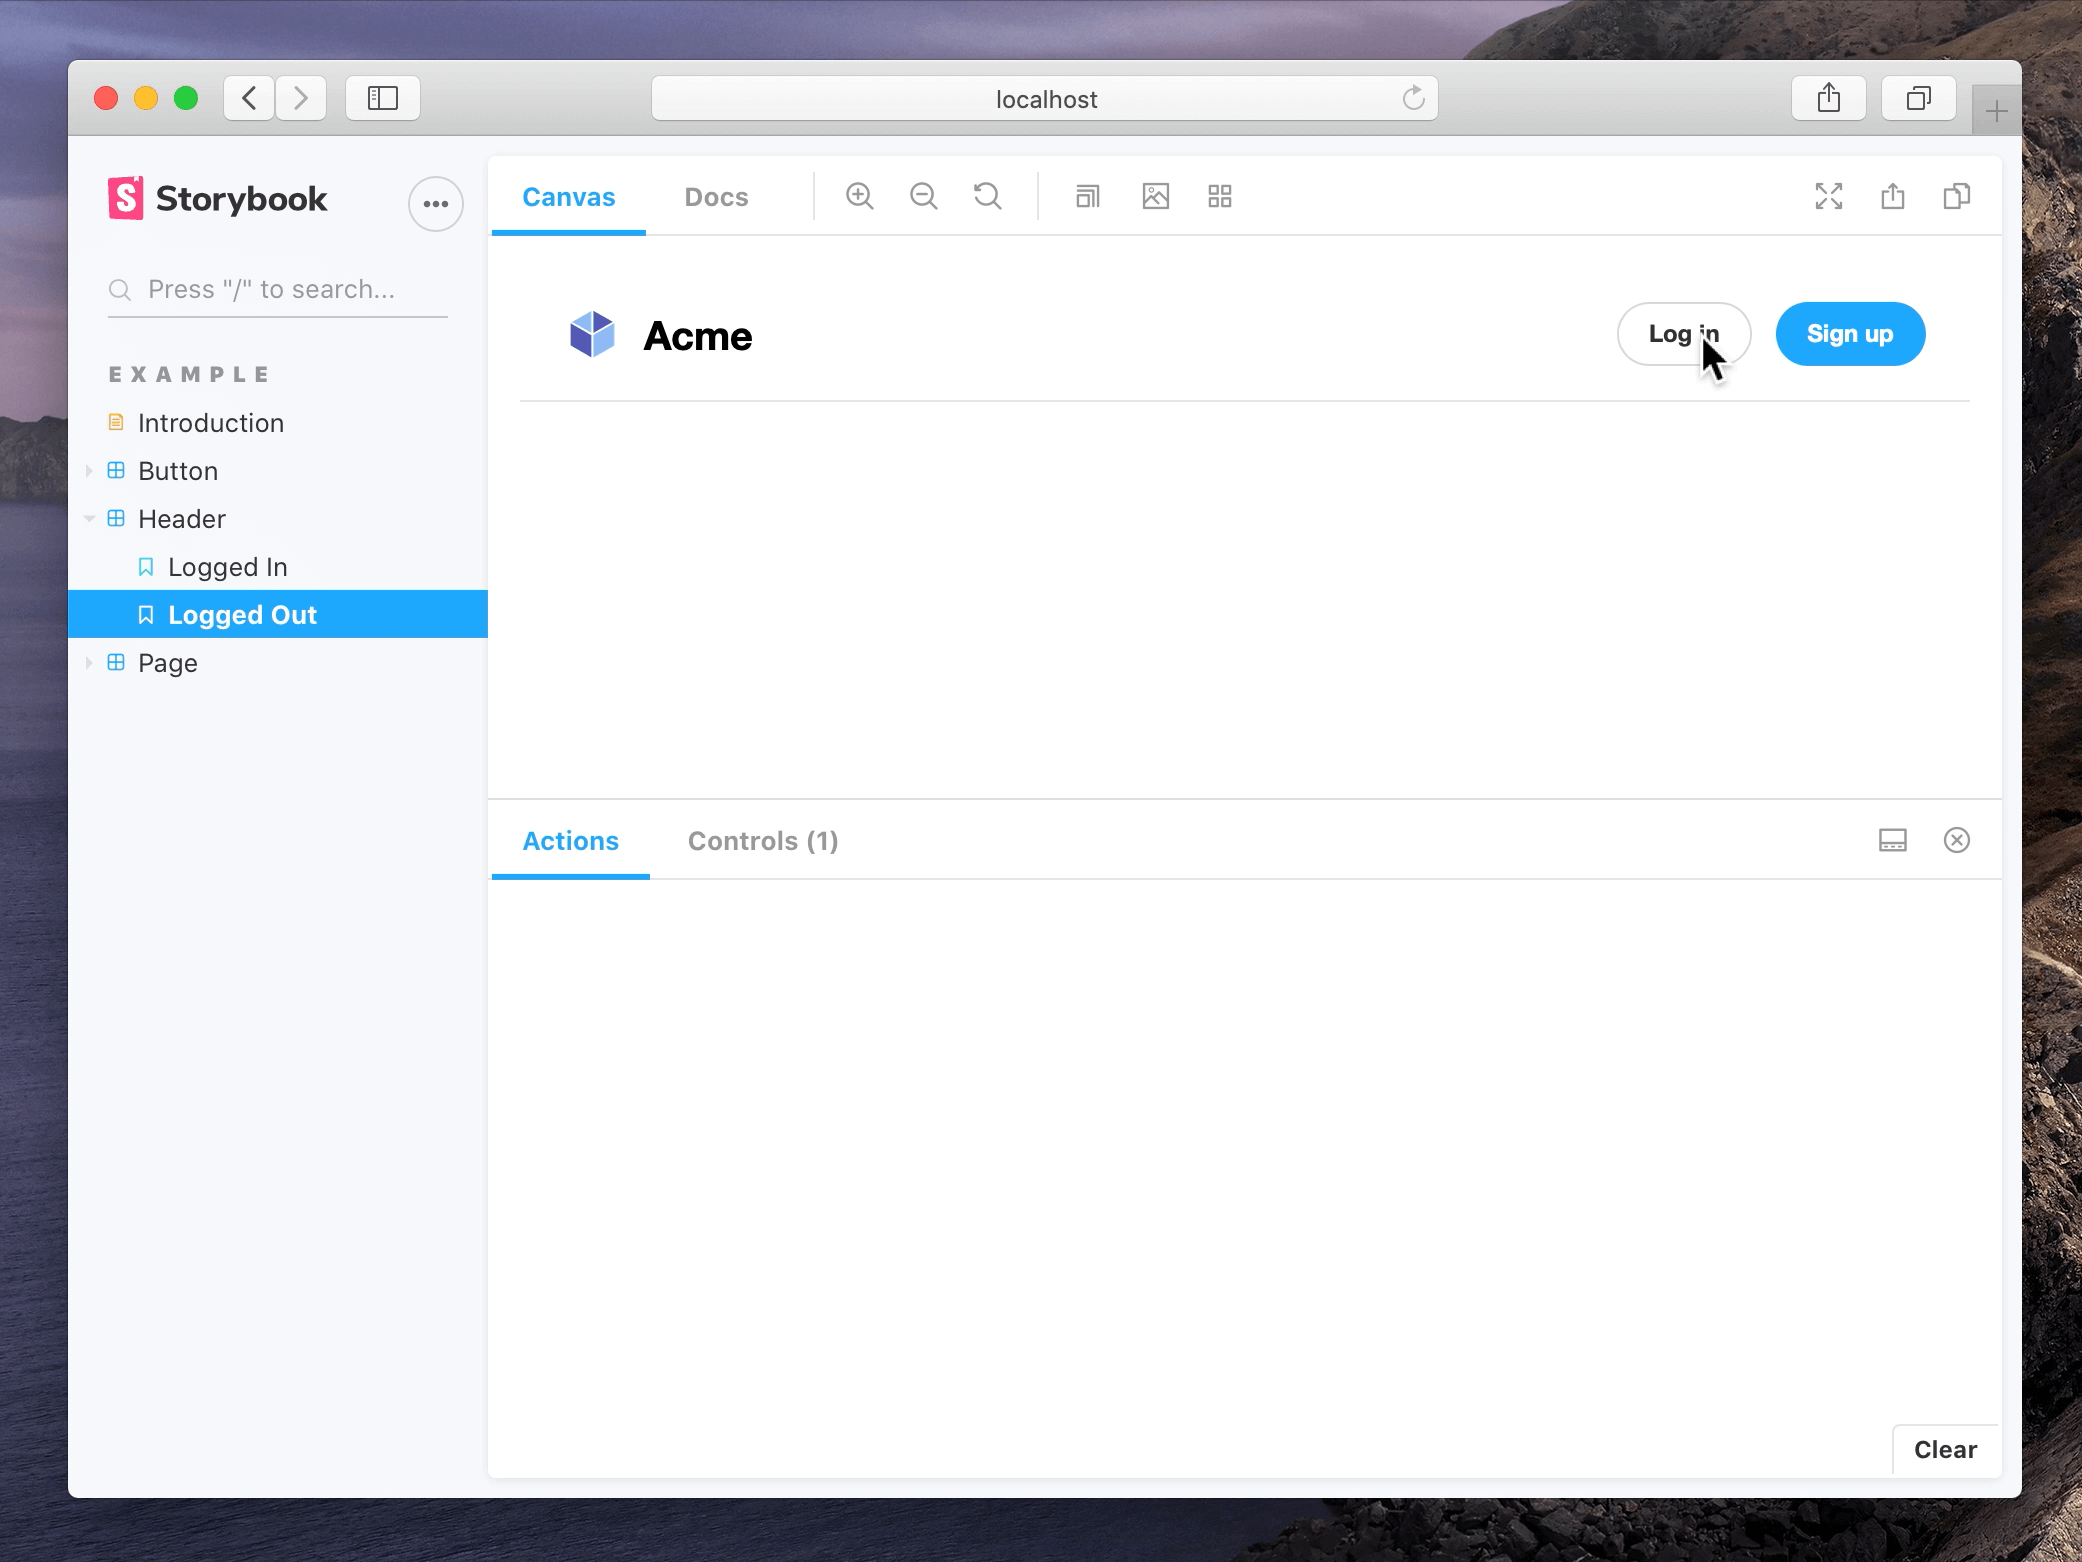 localhost
Storybook
Press "/" to search...
EXAMPLE
Introduction
Button
Header
Logged In
Logged Out
Page
Canvas
Docs
Acme
Log in
Sign up
Actions
Controls (1)
Clear